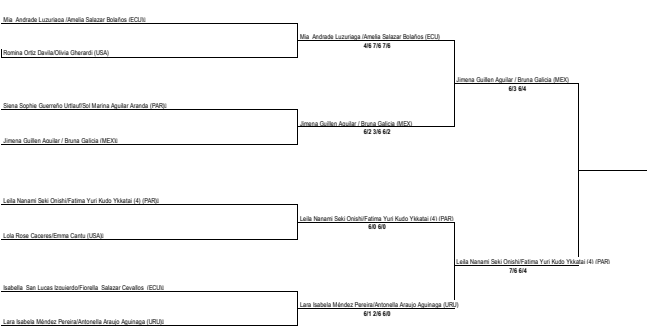 Mia Andrade Luzuriaga /Amelia Salazar Bolaños (ECU)
Mia Andrade Luzuriaga /Amelia Salazar Bolaños (ECU)
4/6 7/6 7/6
Romina Ortiz Davila/Olivia Gherardi (USA)
Jimena Guillen Aguilar / Bruna Galicia (MEX)
6/3 6/4
Siena Sophie Guerreño Urtlauf/Sol Marina Aguilar Aranda (PAR)
Jimena Guillen Aguilar / Bruna Galicia (MEX)
6/2 3/6 6/2
Jimena Guillen Aguilar / Bruna Galicia (MEX)
Leila Nanami Seki Onishi/Fatima Yuri Kudo Ykkatai (4) (PAR)
Leila Nanami Seki Onishi/Fatima Yuri Kudo Ykkatai (4) (PAR)
6/0 6/0
Lola Rose Caceres/Emma Cantu (USA)
Leila Nanami Seki Onishi/Fatima Yuri Kudo Ykkatai (4) (PAR)
7/6 6/4
Isabella San Lucas Izquierdo/Fiorella Salazar Cevallos (ECU)
Lara Isabela Méndez Pereira/Antonella Araujo Aguinaga (URU)
6/1 2/6 6/0
Lara Isabela Méndez Pereira/Antonella Araujo Aguinaga (URU)